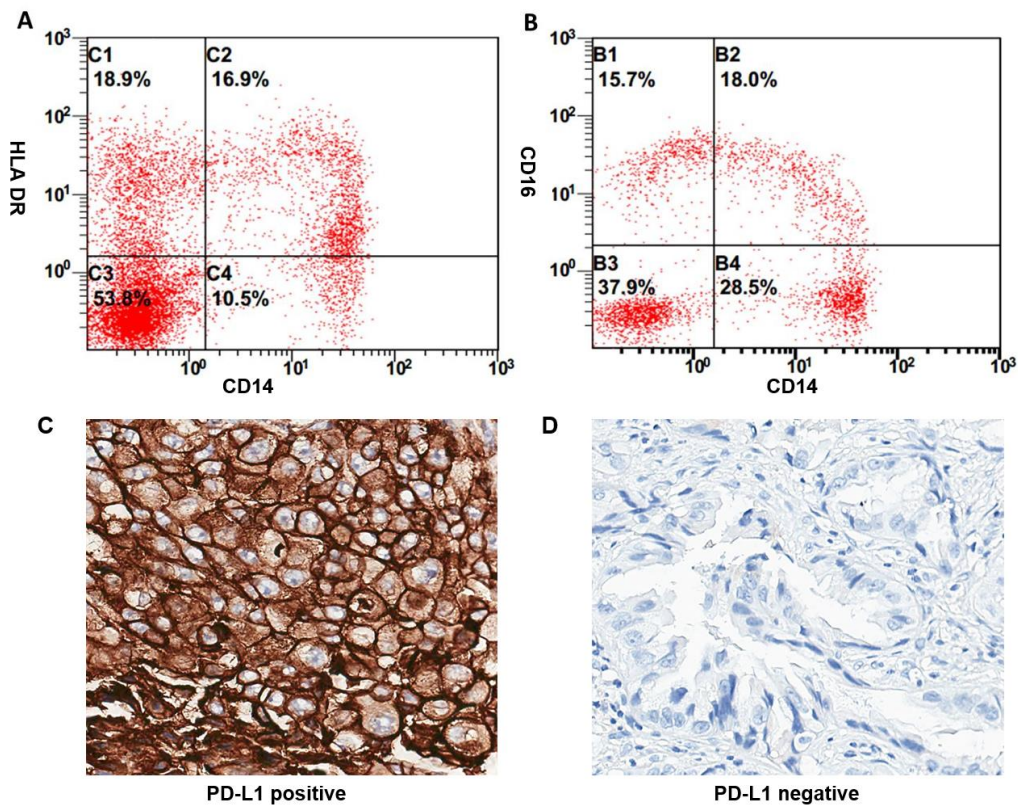 A
10³
10²
10¹
10⁰
HLA DR
C1
18.9%
C2
16.9%
C3
53.8%
C4
10.5%
10⁰
10¹
10²
10³
CD14
B
10³
10²
10¹
10⁰
CD16
B1
15.7%
B2
18.0%
B3
37.9%
B4
28.5%
10⁰
10¹
10²
10³
CD14
C
PD-L1 positive
D
PD-L1 negative